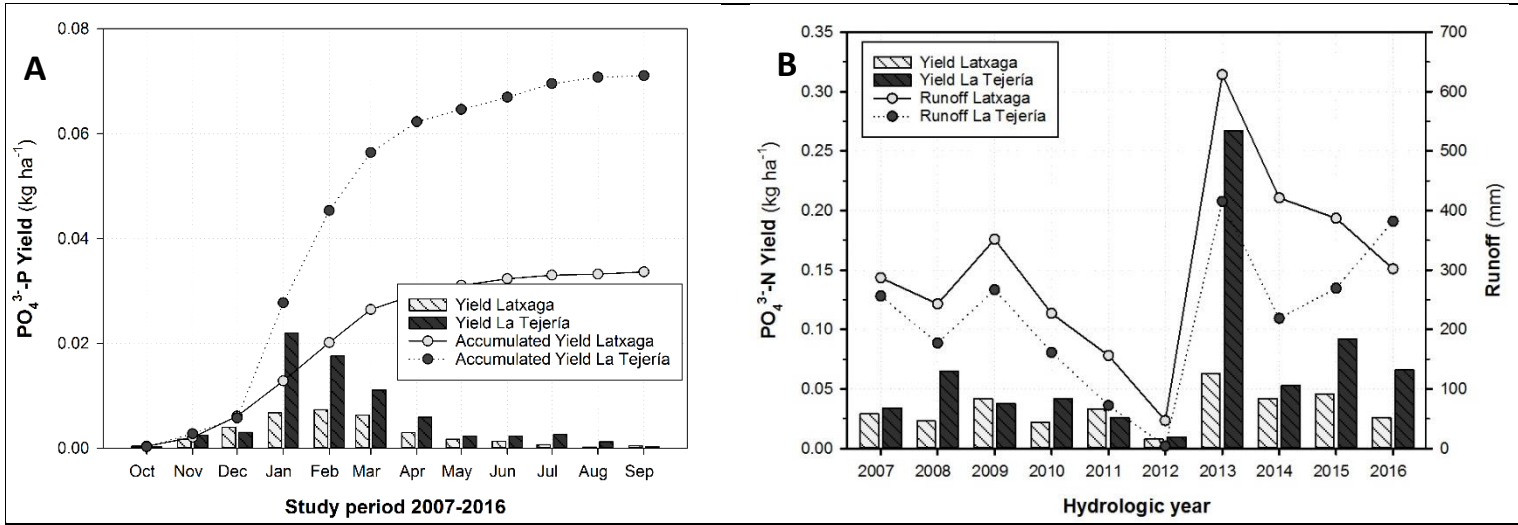 A
0.08
0.06
0.04
0.02
0.00
PO₄³⁻-P Yield (kg ha⁻¹)
Yield Latxaga
Yield La Tejería
Accumulated Yield Latxaga
Accumulated Yield La Tejería
Oct Nov Dec Jan Feb Mar Apr May Jun Jul Aug Sep
Study period 2007-2016
B
0.35
0.30
0.25
0.20
0.15
0.10
0.05
0.00
PO₄³⁻-N Yield (kg ha⁻¹)
Yield Latxaga
Yield La Tejería
Runoff Latxaga
Runoff La Tejería
700
600
500
400
300
200
100
0
Runoff (mm)
2007 2008 2009 2010 2011 2012 2013 2014 2015 2016
Hydrologic year